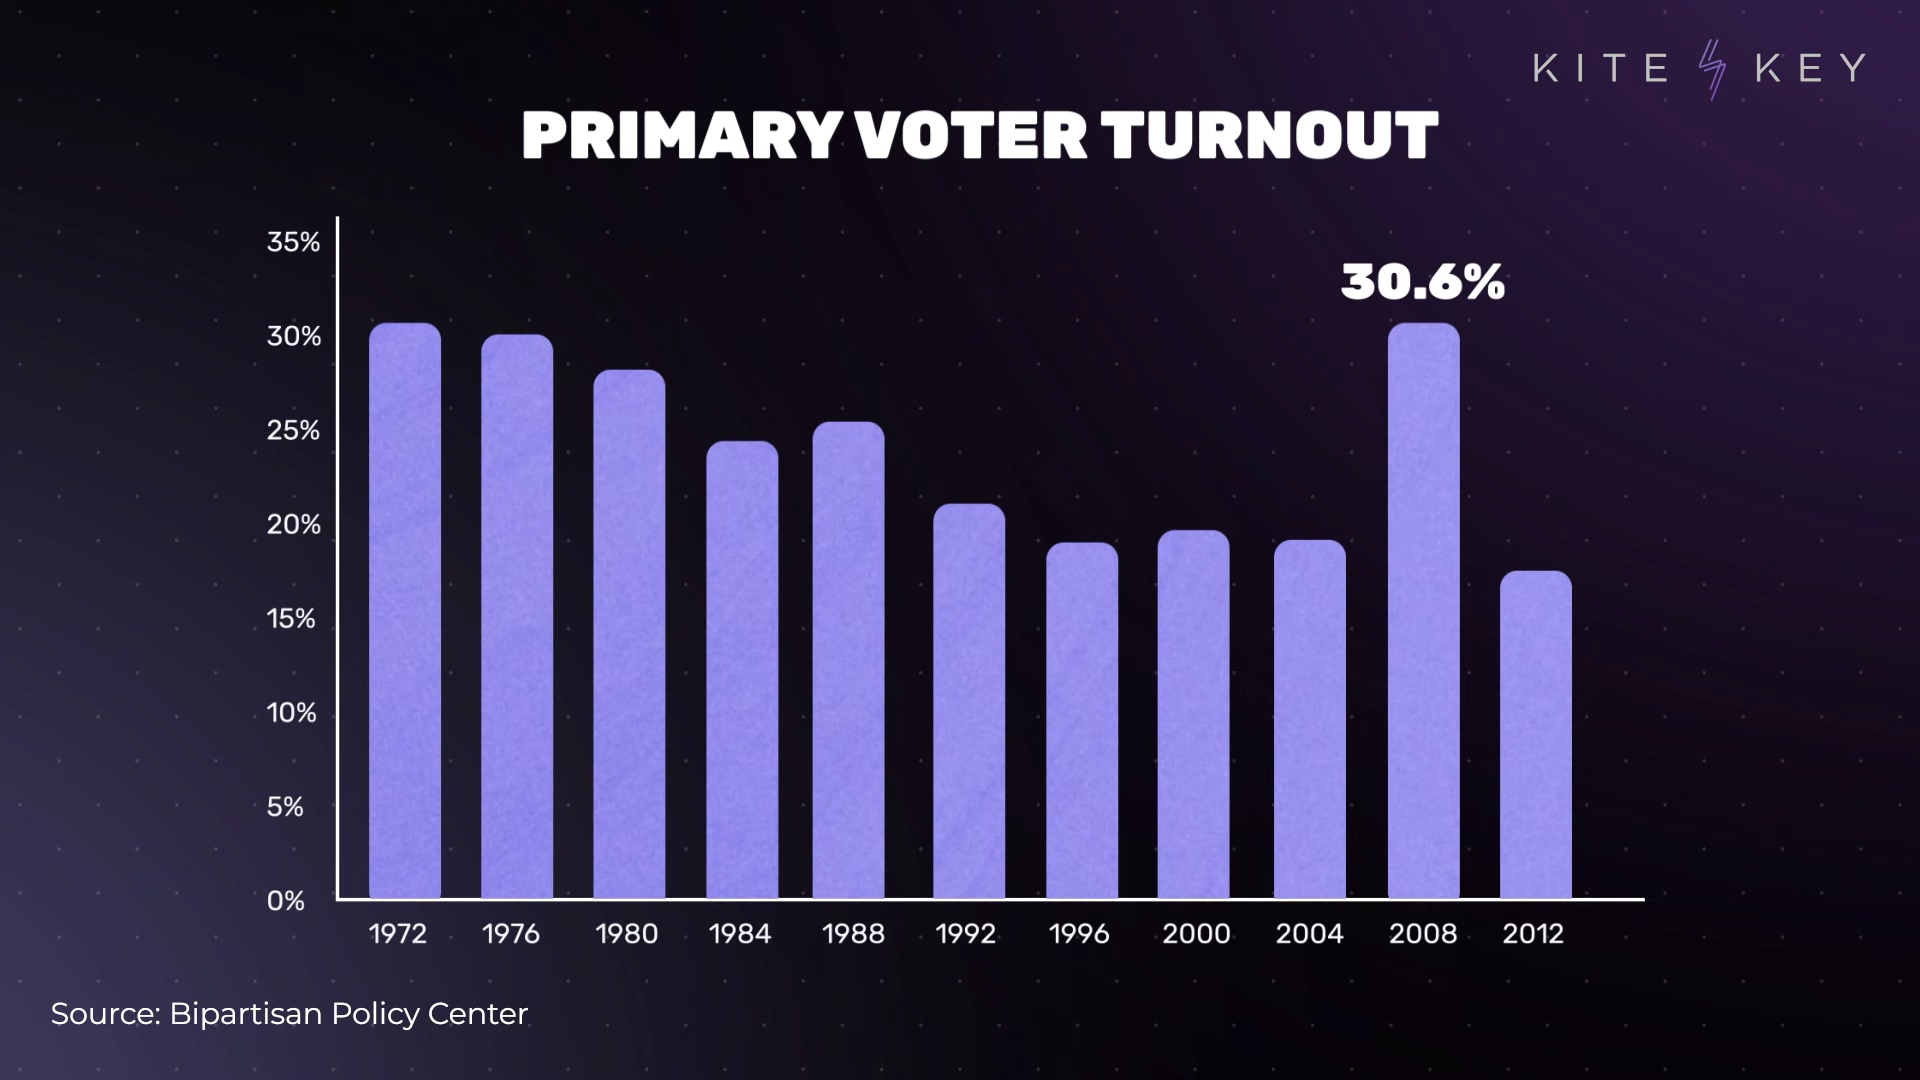 KITE KEY
PRIMARY VOTER TURNOUT
35%
30.6%
30%
25%
20%
15%
10%
5%
0%
1972 1976 1980 1984 1988 1992 1996 2000 2004 2008 2012
Source: Bipartisan Policy Center